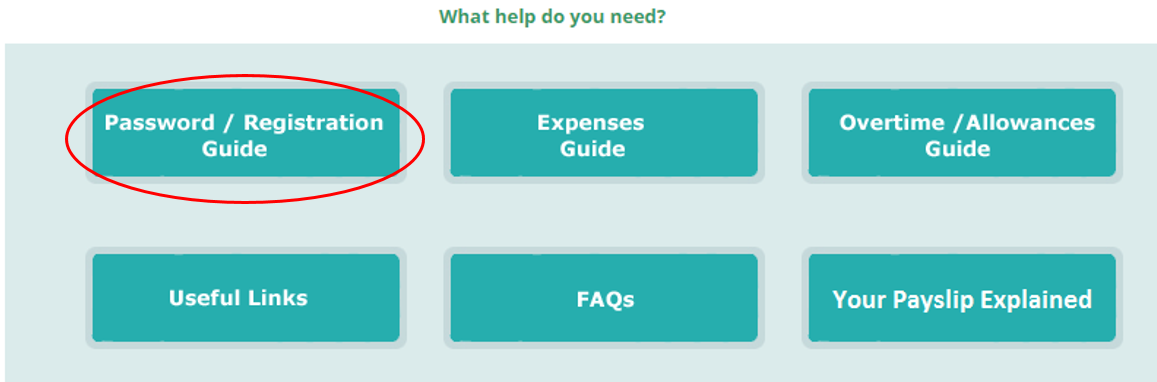 What help do you need?
Password / Registration
Guide
Expenses
Guide
Overtime /Allowances
Guide
Useful Links
FAQs
Your Payslip Explained